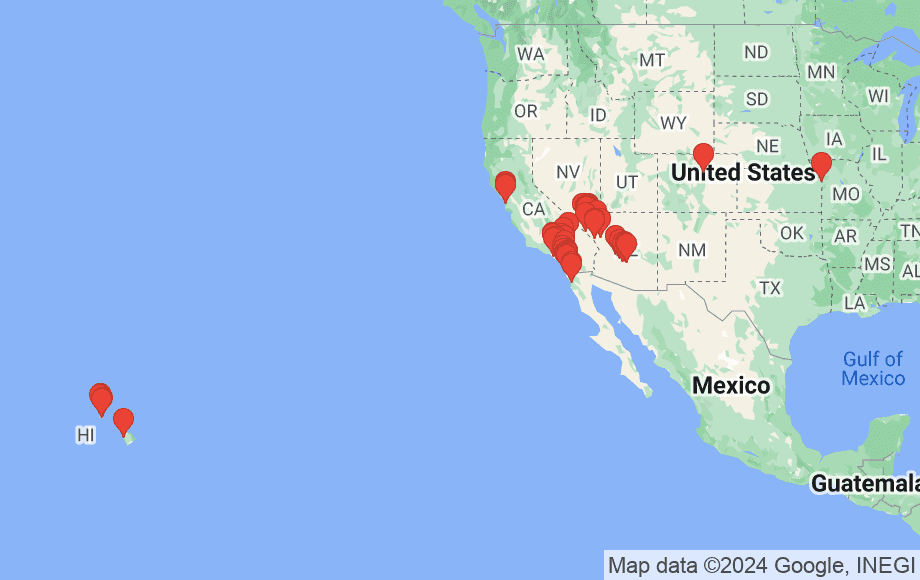 WA
MT
ND
MN
OR
ID
SD
WI
WY
NV
UT
NE
IA
IL
United States
MO
CA
NM
OK
AR
TN
MS
AL
TX
LA
Gulf of
Mexico
Mexico
HI
Guatemala
Map data ©2024 Google, INEGI